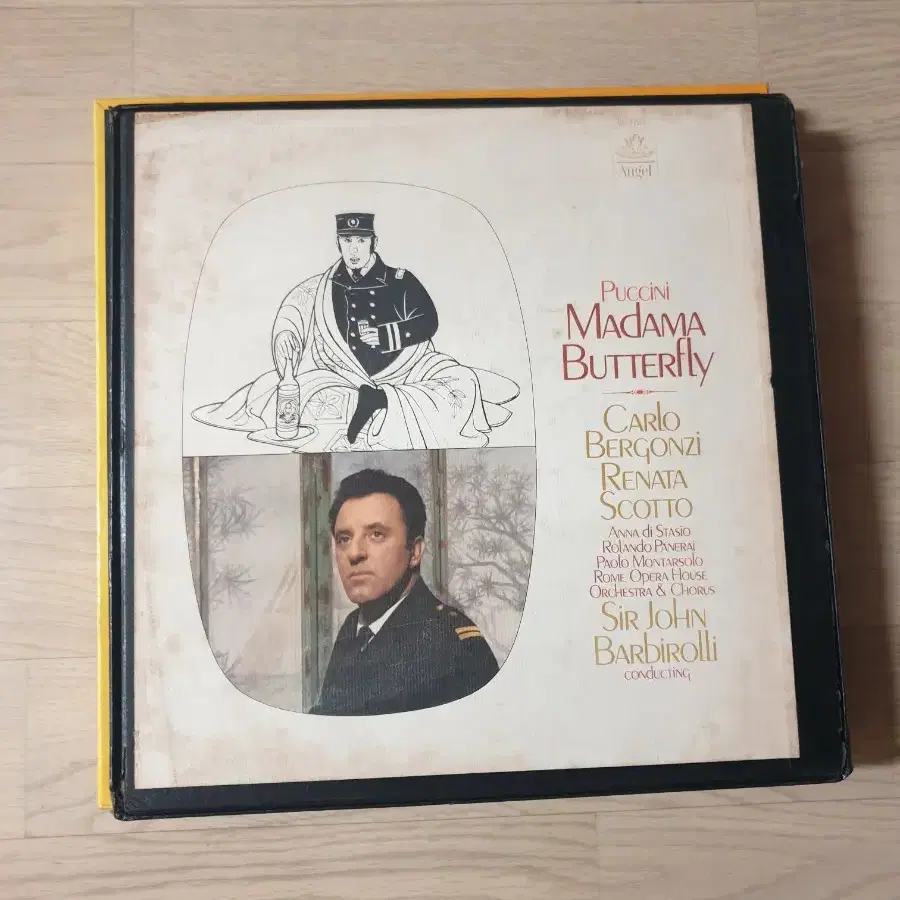 Angel
Puccini
Madama
Butterfly
Carlo
Bergonzi
Renata
Scotto
Anna di Stasio
Rolando Panerai
Paolo Montarsolo
Rome Opera House
Orchestra & Chorus
Sir John
Barbirolli
conducting